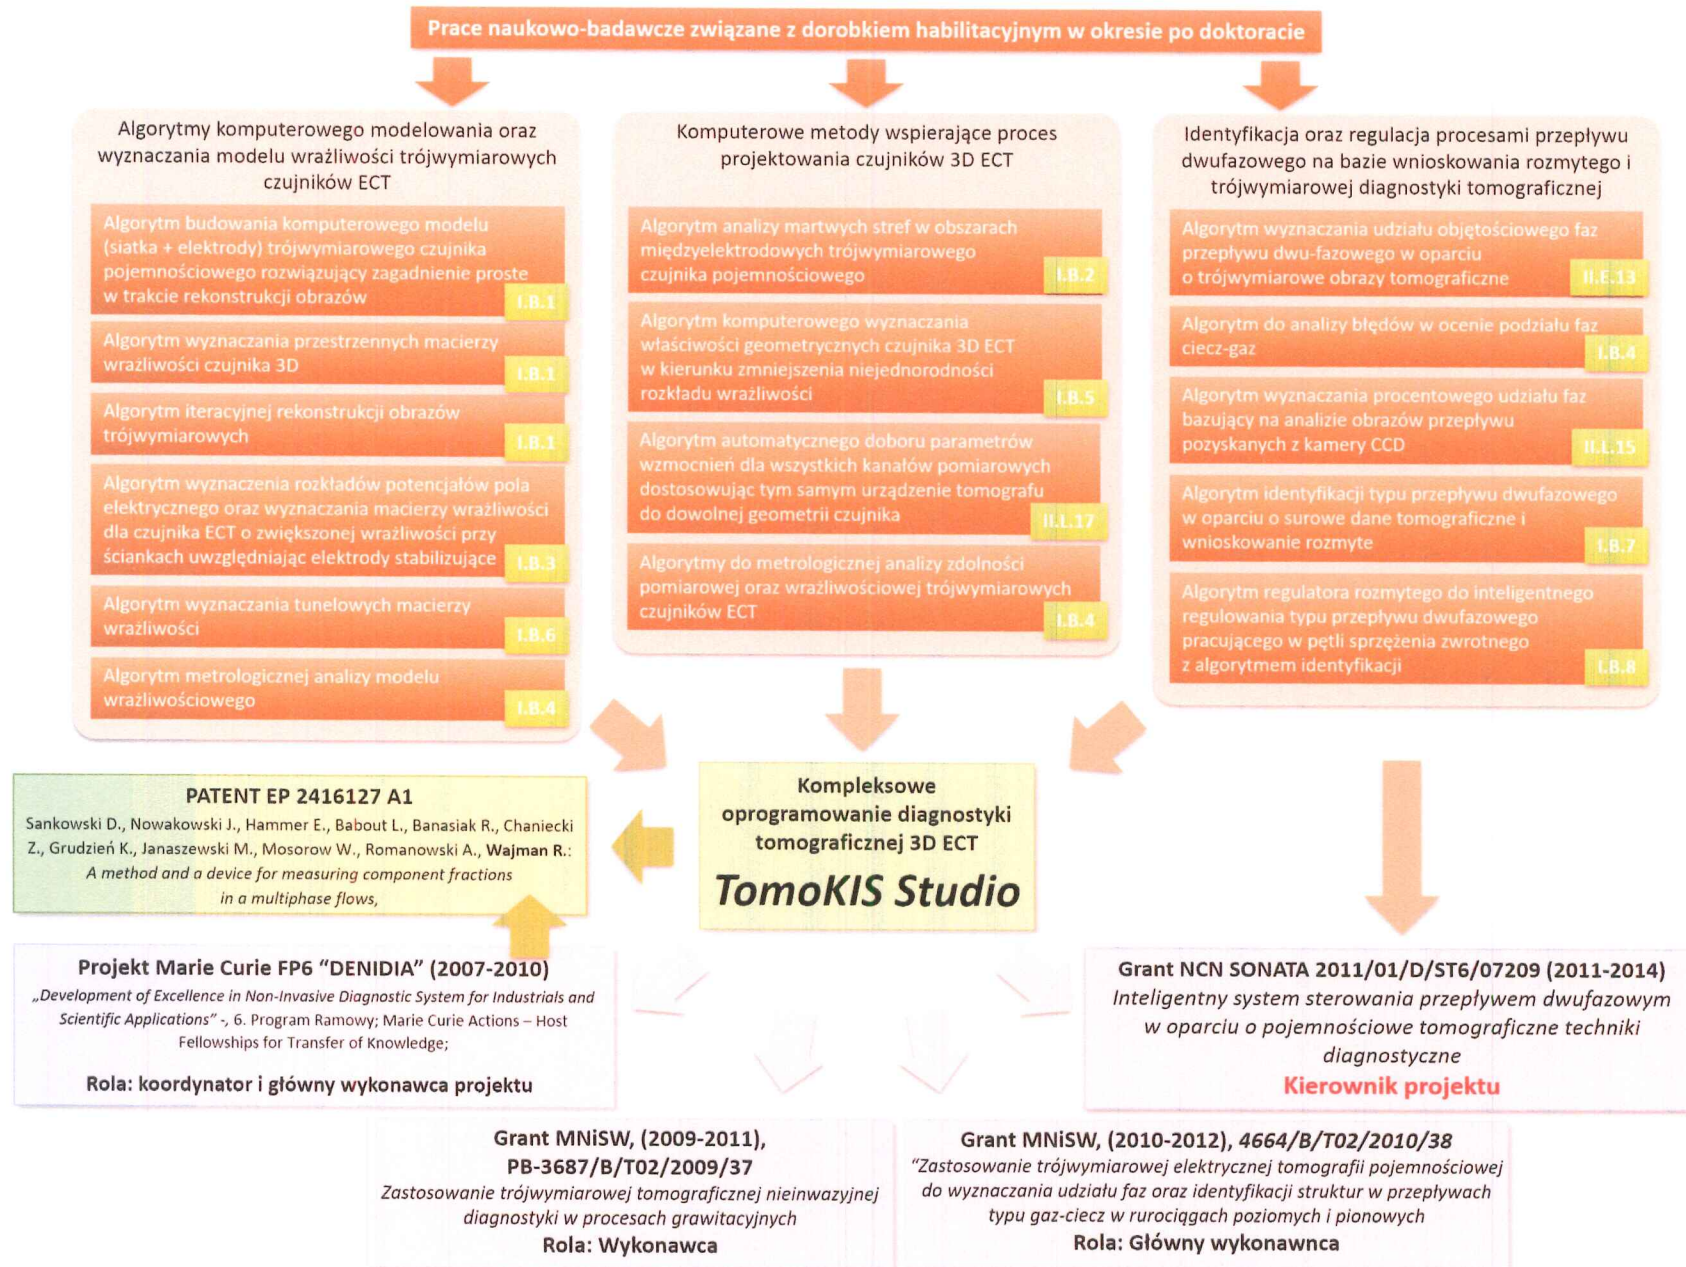 Prace naukowo-badawcze związane z dorobkiem habilitacyjnym w okresie po doktoracie
Algorytmy komputerowego modelowania oraz
wyznaczania modelu wrażliwości trójwymiarowych
czujników ECT
Algorytm budowania komputerowego modelu
(siatka + elektrody) trójwymiarowego czujnika
pojemnościowego rozwiązujący zagadnienie proste
w trakcie rekonstrukcji obrazów
I.B.1
Algorytm wyznaczania przestrzennych macierzy
wrażliwości czujnika 3D
I.B.1
Algorytm iteracyjnej rekonstrukcji obrazów
trójwymiarowych
I.B.1
Algorytm wyznaczenia rozkładów potencjałów pola
elektrycznego oraz wyznaczania macierzy wrażliwości
dla czujnika ECT o zwiększonej wrażliwości przy
ściankach uwzględniając elektrody stabilizujące
I.B.3
Algorytm wyznaczania tunelowych macierzy
wrażliwości
I.B.6
Algorytm metrologicznej analizy modelu
wrażliwościowego
I.B.4
Komputerowe metody wspierające proces
projektowania czujników 3D ECT
Algorytm analizy martwych stref w obszarach
międzyelektrodowych trójwymiarowego
czujnika pojemnościowego
I.B.2
Algorytm komputerowego wyznaczania
właściwości geometrycznych czujnika 3D ECT
w kierunku zmniejszenia niejednorodności
rozkładu wrażliwości
I.B.5
Algorytm automatycznego doboru parametrów
wzmocnień dla wszystkich kanałów pomiarowych
dostosowując tym samym urządzenie tomografu
do dowolnej geometrii czujnika
II.L.17
Algorytmy do metrologicznej analizy zdolności
pomiarowej oraz wrażliwościowej trójwymiarowych
czujników ECT
I.B.4
Identyfikacja oraz regulacja procesami przepływu
dwufazowego na bazie wnioskowania rozmytego i
trójwymiarowej diagnostyki tomograficznej
Algorytm wyznaczania udziału objętościowego faz
przepływu dwu-fazowego w oparciu
o trójwymiarowe obrazy tomograficzne
II.E.13
Algorytm do analizy błędów w ocenie podziału faz
ciecz-gaz
I.B.4
Algorytm wyznaczania procentowego udziału faz
bazujący na analizie obrazów przepływu
pozyskanych z kamery CCD
II.L.15
Algorytm identyfikacji typu przepływu dwufazowego
w oparciu o surowe dane tomograficzne i
wnioskowanie rozmyte
I.B.7
Algorytm regulatora rozmytego do inteligentnego
regulowania typu przepływu dwufazowego
pracującego w pętli sprzężenia zwrotnego
z algorytmem identyfikacji
I.B.8
PATENT EP 2416127 A1
Sankowski D., Nowakowski J., Hammer E., Babout L., Banasiak R., Chaniecki
Z., Grudzień K., Janaszewski M., Mosorow W., Romanowski A., Wajman R.:
A method and a device for measuring component fractions
in a multiphase flows,
Kompleksowe
oprogramowanie diagnostyki
tomograficznej 3D ECT
TomoKIS Studio
Projekt Marie Curie FP6 “DENIDIA” (2007-2010)
„Development of Excellence in Non-Invasive Diagnostic System for Industrials and
Scientific Applications” -, 6. Program Ramowy; Marie Curie Actions – Host
Fellowships for Transfer of Knowledge;
Rola: koordynator i główny wykonawca projektu
Grant NCN SONATA 2011/01/D/ST6/07209 (2011-2014)
Inteligentny system sterowania przepływem dwufazowym
w oparciu o pojemnościowe tomograficzne techniki
diagnostyczne
Kierownik projektu
Grant MNiSW, (2009-2011),
PB-3687/B/T02/2009/37
Zastosowanie trójwymiarowej tomograficznej nieinwazyjnej
diagnostyki w procesach grawitacyjnych
Rola: Wykonawca
Grant MNiSW, (2010-2012), 4664/B/T02/2010/38
“Zastosowanie trójwymiarowej elektrycznej tomografii pojemnościowej
do wyznaczania udziału faz oraz identyfikacji struktur w przepływach
typu gaz-ciecz w rurociągach poziomych i pionowych
Rola: Główny wykonawnca